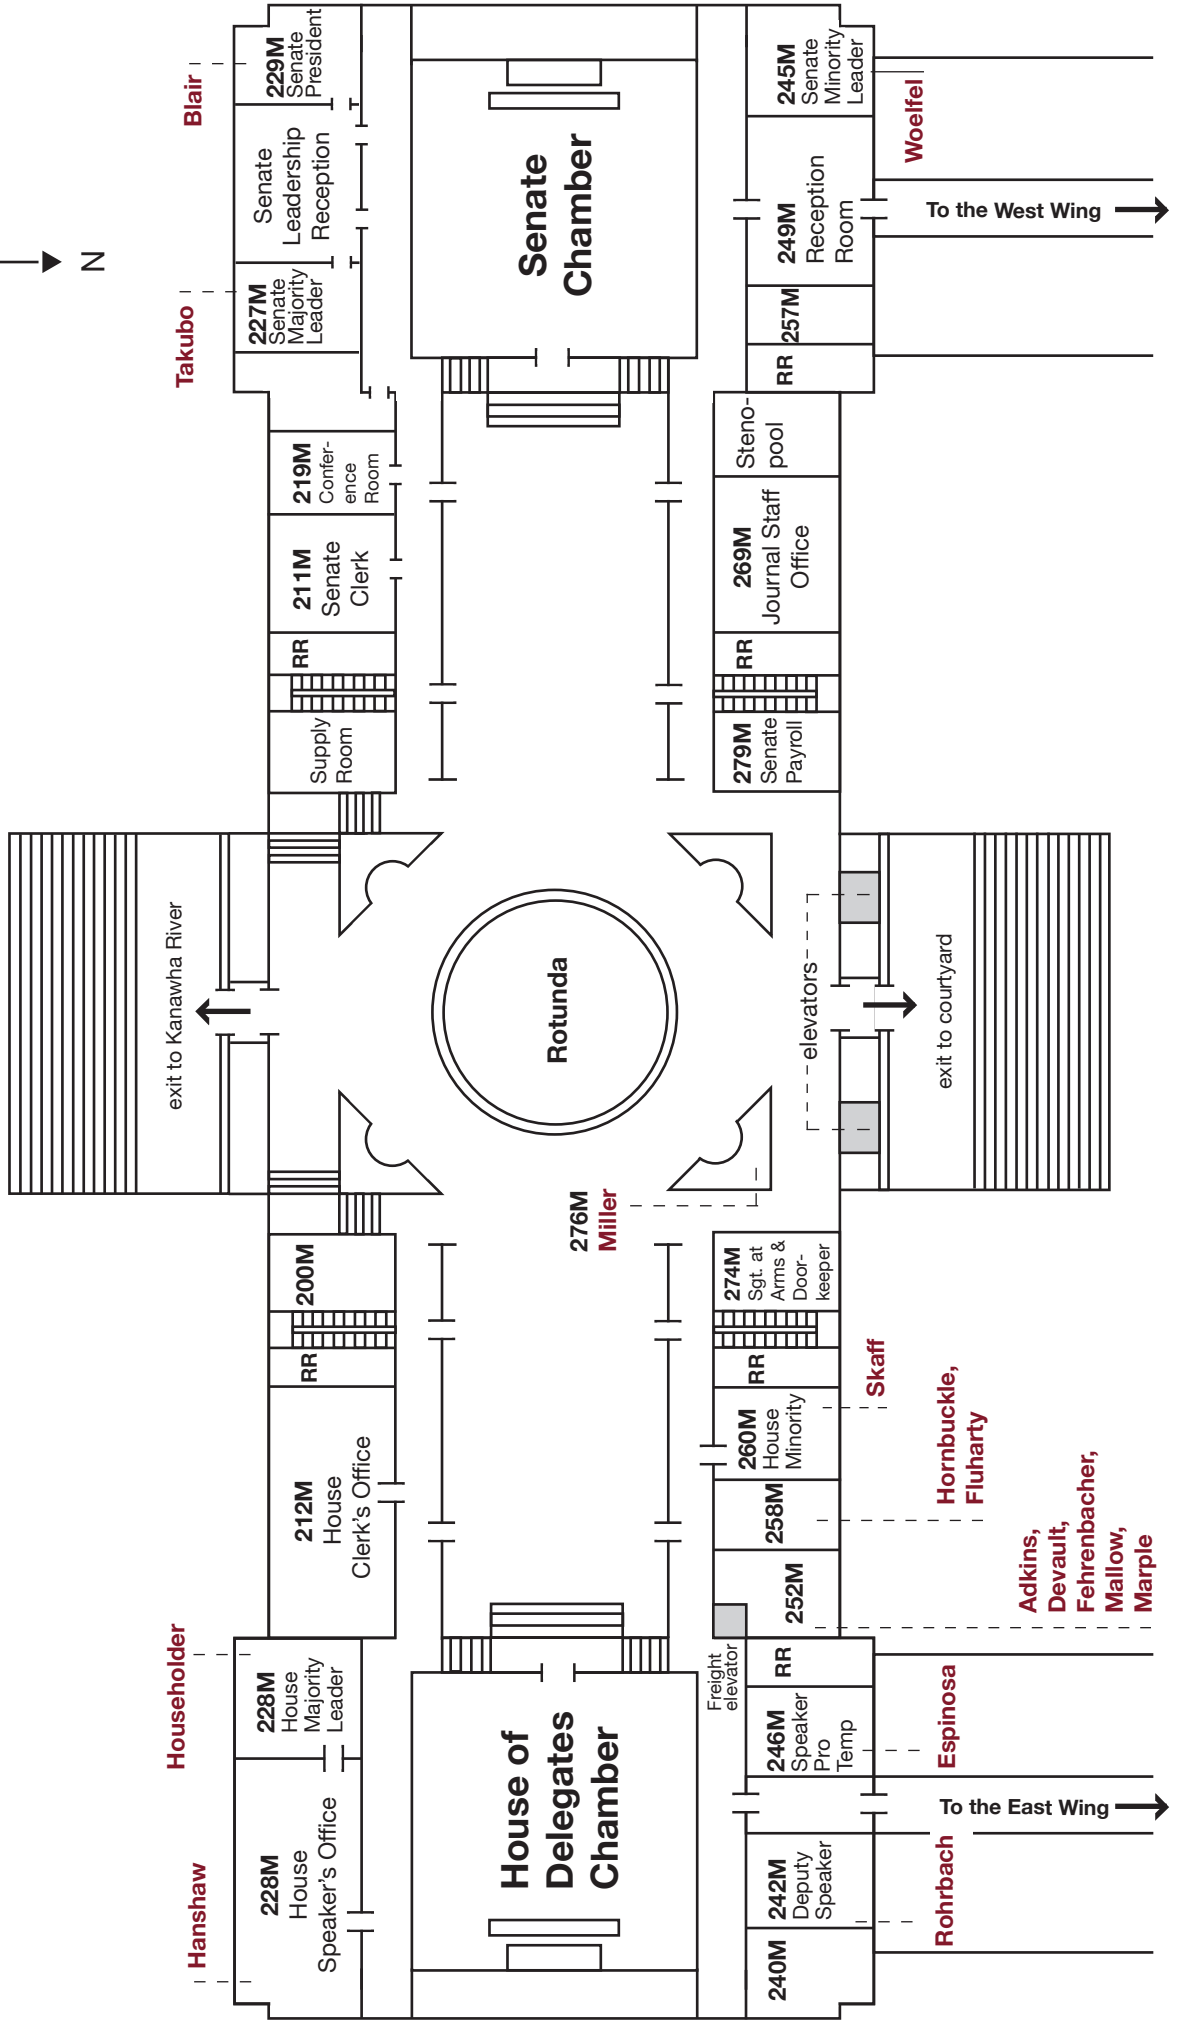 N
Blair
229M
Senate
President
Senate
Leadership
Reception
Takubo
227M
Senate
Majority
Leader
219M
Confer-
ence
Room
211M
Senate
Clerk
RR
Supply
Room
Senate
Chamber
245M
Senate
Minority
Leader
Woelfel
249M
Reception
Room
To the West Wing
257M
RR
Steno-
pool
269M
Journal Staff
Office
RR
279M
Senate
Payroll
exit to Kanawha River
Rotunda
elevators
exit to courtyard
276M
Miller
200M
RR
212M
House
Clerk's Office
Householder
228M
House
Majority
Leader
Hanshaw
228M
House
Speaker's Office
House of
Delegates
Chamber
274M
Sgt. at
Arms &
Door-
keeper
RR
260M
House
Minority
Skaff
258M
Hornbuckle,
Fluharty
252M
Adkins,
Devault,
Fehrenbacher,
Mallow,
Marple
Freight
elevator
RR
246M
Speaker
Pro
Temp
Espinosa
To the East Wing
242M
Deputy
Speaker
Rohrbach
240M